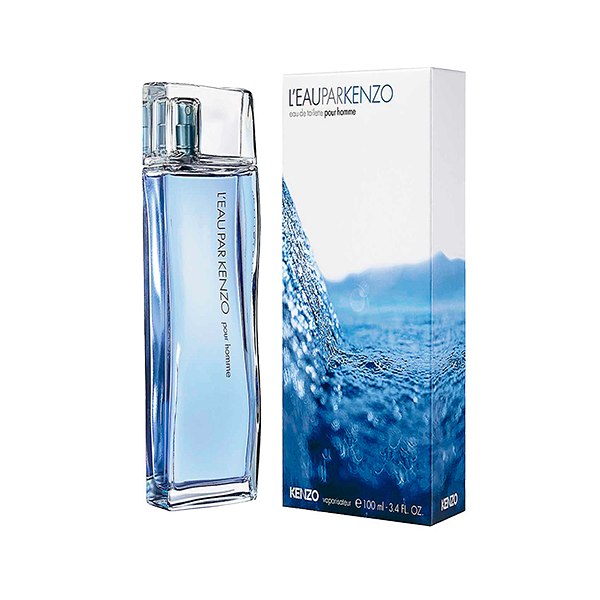 L'EAU PAR KENZO
pour homme
L'EAUPARKENZO
eau de toilette pour homme
KENZO
vaporisateur ℮ 100 ml - 3.4 FL. OZ.
KENZO